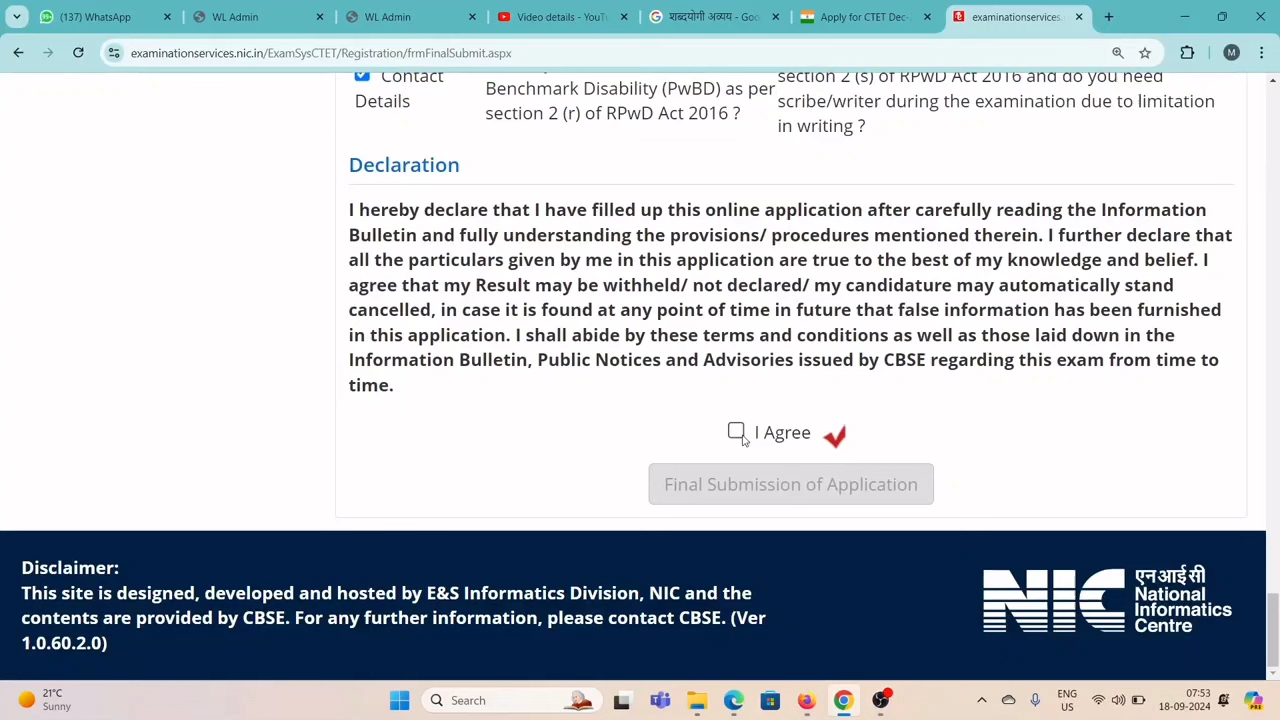 (137) WhatsApp
WL Admin
WL Admin
Video details - YouT
शब्दयोगी अव्यय - Goo
Apply for CTET Dec-
examinationservices.
examinationservices.nic.in/ExamSysCTET/Registration/frmFinalSubmit.aspx
M
Contact
Details
Benchmark Disability (PwBD) as per
section 2 (r) of RPwD Act 2016 ?
section 2 (s) of RPwD Act 2016 and do you need
scribe/writer during the examination due to limitation
in writing ?
Declaration
I hereby declare that I have filled up this online application after carefully reading the Information
Bulletin and fully understanding the provisions/ procedures mentioned therein. I further declare that
all the particulars given by me in this application are true to the best of my knowledge and belief. I
agree that my Result may be withheld/ not declared/ my candidature may automatically stand
cancelled, in case it is found at any point of time in future that false information has been furnished
in this application. I shall abide by these terms and conditions as well as those laid down in the
Information Bulletin, Public Notices and Advisories issued by CBSE regarding this exam from time to
time.
I Agree
Final Submission of Application
Disclaimer:
This site is designed, developed and hosted by E&S Informatics Division, NIC and the
contents are provided by CBSE. For any further information, please contact CBSE. (Ver
1.0.60.2.0)
NIC
एन आई सी
National
Informatics
Centre
21°C
Sunny
Search
ENG
US
07:53
18-09-2024